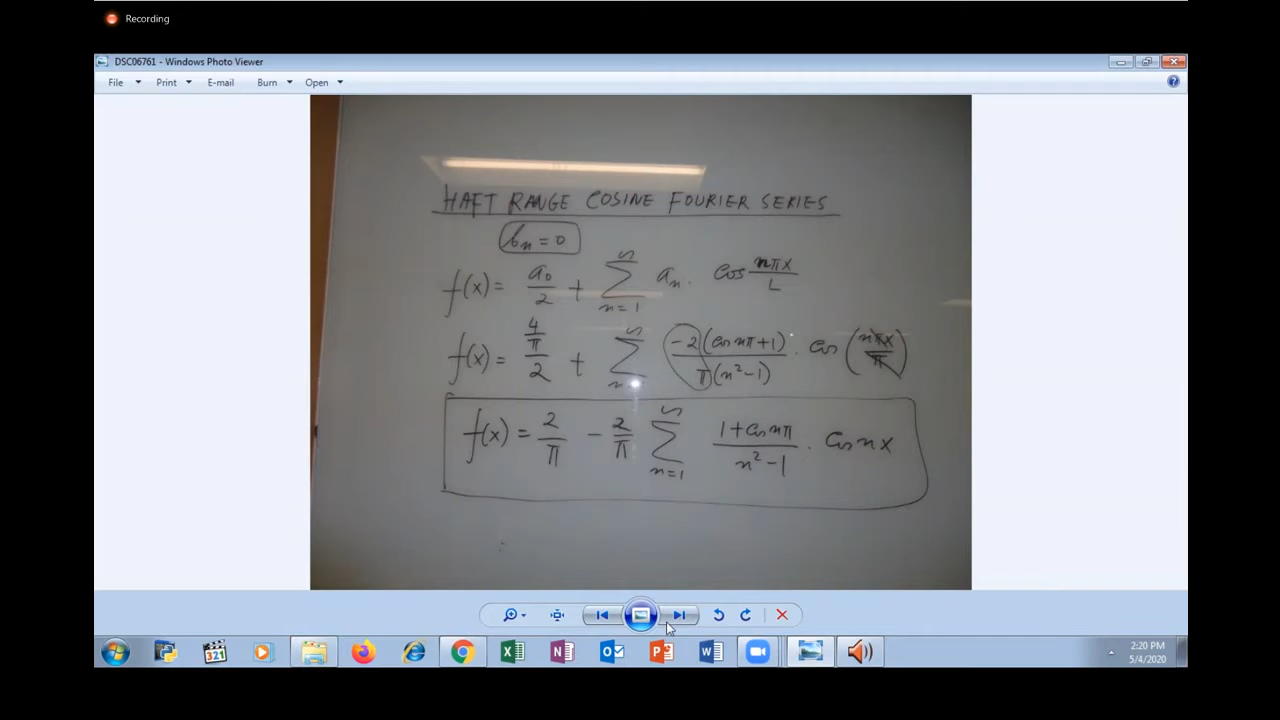 Recording
DSC06761 - Windows Photo Viewer
File Print E-mail Burn Open
HAFT RANGE COSINE FOURIER SERIES
bn = 0
f(x) = a0/2 + ∑ n=1 ∞ an . cos nπx/L
f(x) = 4/π/2 + ∑ n= ∞ -2(cos nπ+1)/π(n²-1) . cos (nπx/π)
f(x) = 2/π - 2/π ∑ n=1 ∞ 1+cos nπ/n²-1 . cos nx
321
2:20 PM
5/4/2020